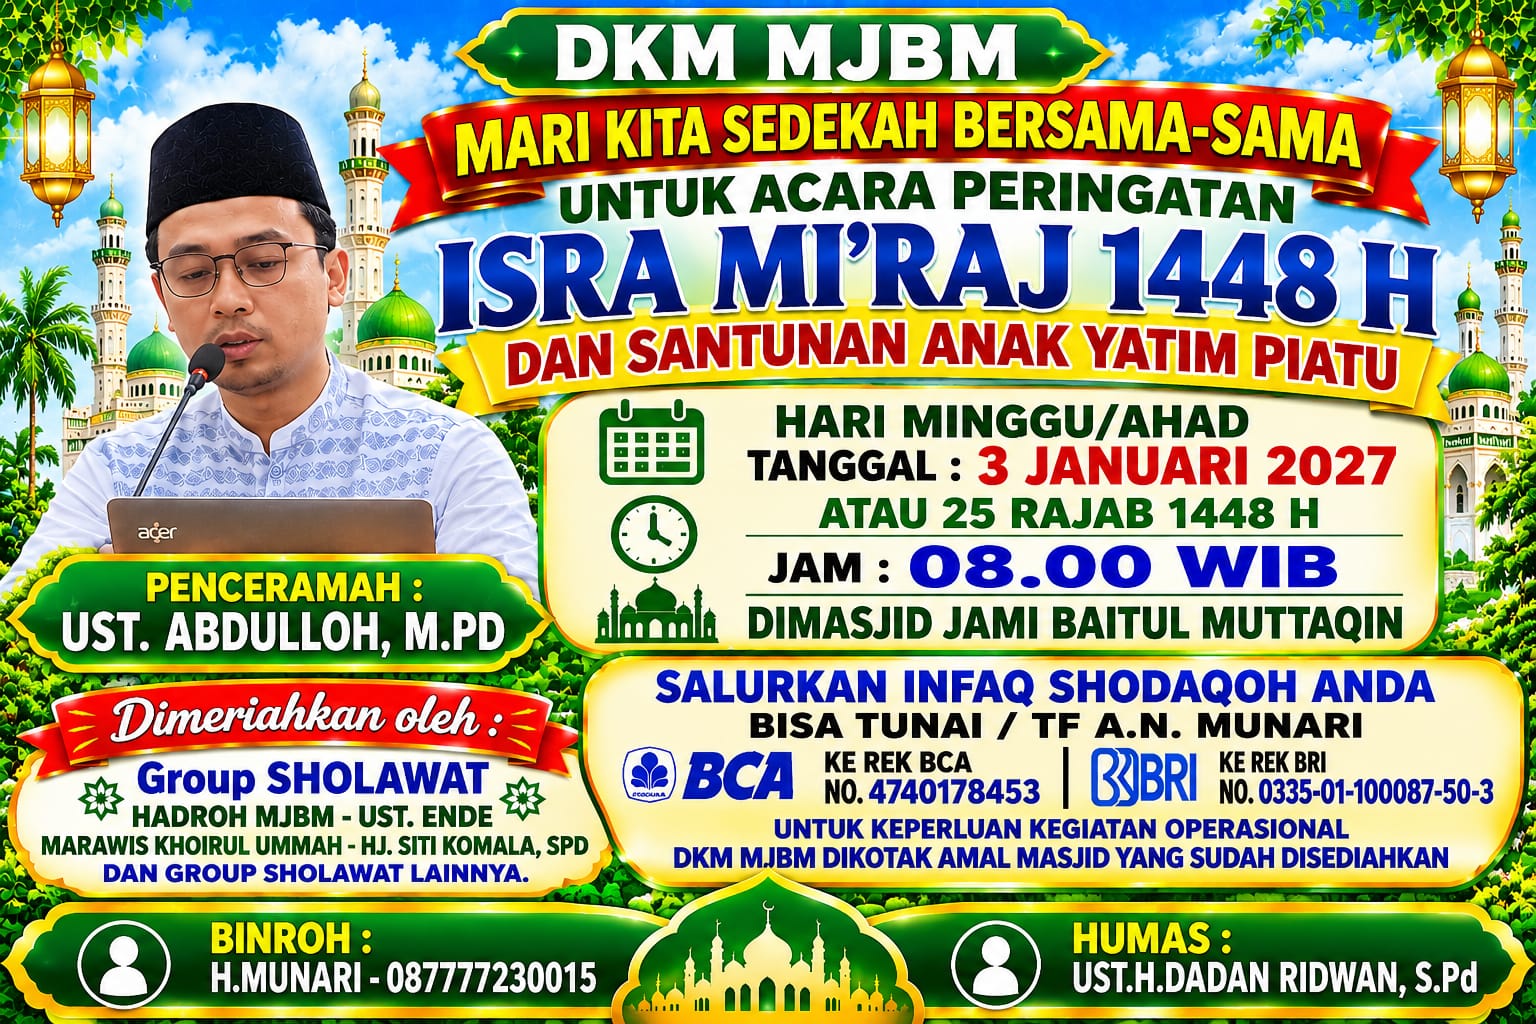 DKM MJBM
MARI KITA SEDEKAH BERSAMA-SAMA
UNTUK ACARA PERINGATAN
ISRA MI'RAJ 1448 H
DAN SANTUNAN ANAK YATIM PIATU
HARI MINGGU/AHAD
TANGGAL : 3 JANUARI 2027
ATAU 25 RAJAB 1448 H
JAM : 08.00 WIB
DIMASJID JAMI BAITUL MUTTAQIN
acer
PENCERAMAH :
UST. ABDULLOH, M.PD
Dimeriahkan oleh :
Group SHOLAWAT
HADROH MJBM - UST. ENDE
MARAWIS KHOIRUL UMMAH - HJ. SITI KOMALA, SPD
DAN GROUP SHOLAWAT LAINNYA.
SALURKAN INFAQ SHODAQOH ANDA
BISA TUNAI / TF A.N. MUNARI
BCA
KE REK BCA
NO. 4740178453
BRI
KE REK BRI
NO. 0335-01-100087-50-3
UNTUK KEPERLUAN KEGIATAN OPERASIONAL
DKM MJBM DIKOTAK AMAL MASJID YANG SUDAH DISEDIAHKAN
BINROH :
H.MUNARI - 087777230015
HUMAS :
UST.H.DADAN RIDWAN, S.Pd